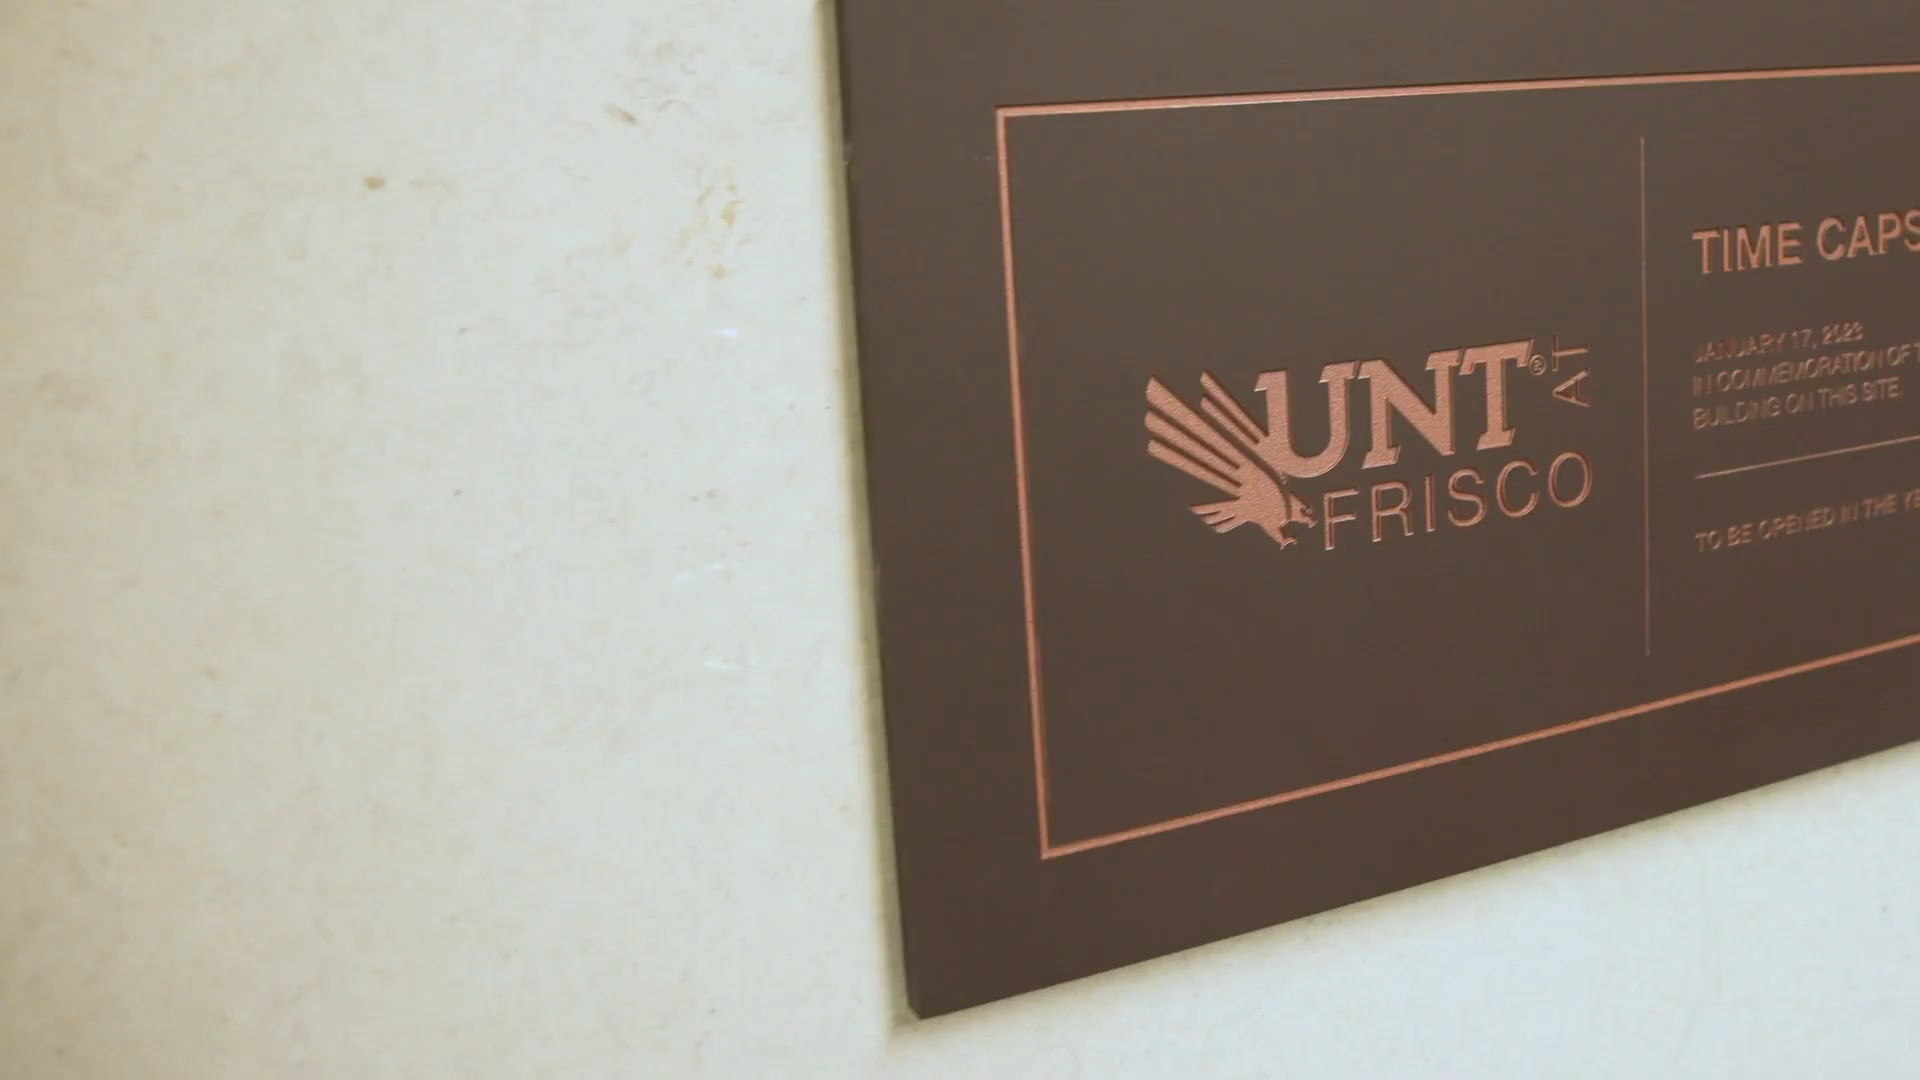 UNT® AT
FRISCO
TIME CAPS
JANUARY 17, 2023
IN COMMEMORATION OF
BUILDING ON THIS SITE.
TO BE OPENED IN THE